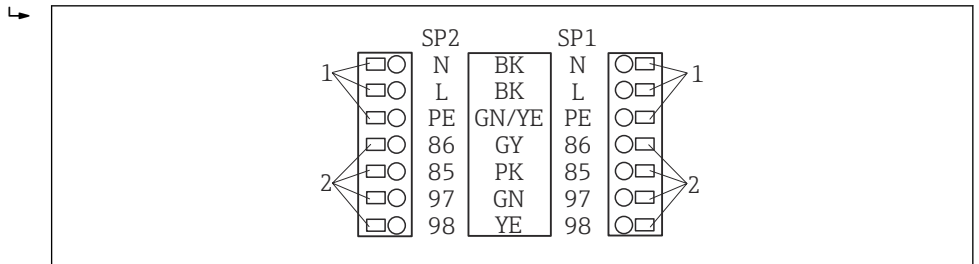 SP2 SP1
1 N BK N 1
L BK L
PE GN/YE PE
86 GY 86
2 85 PK 85 2
97 GN 97
98 YE 98